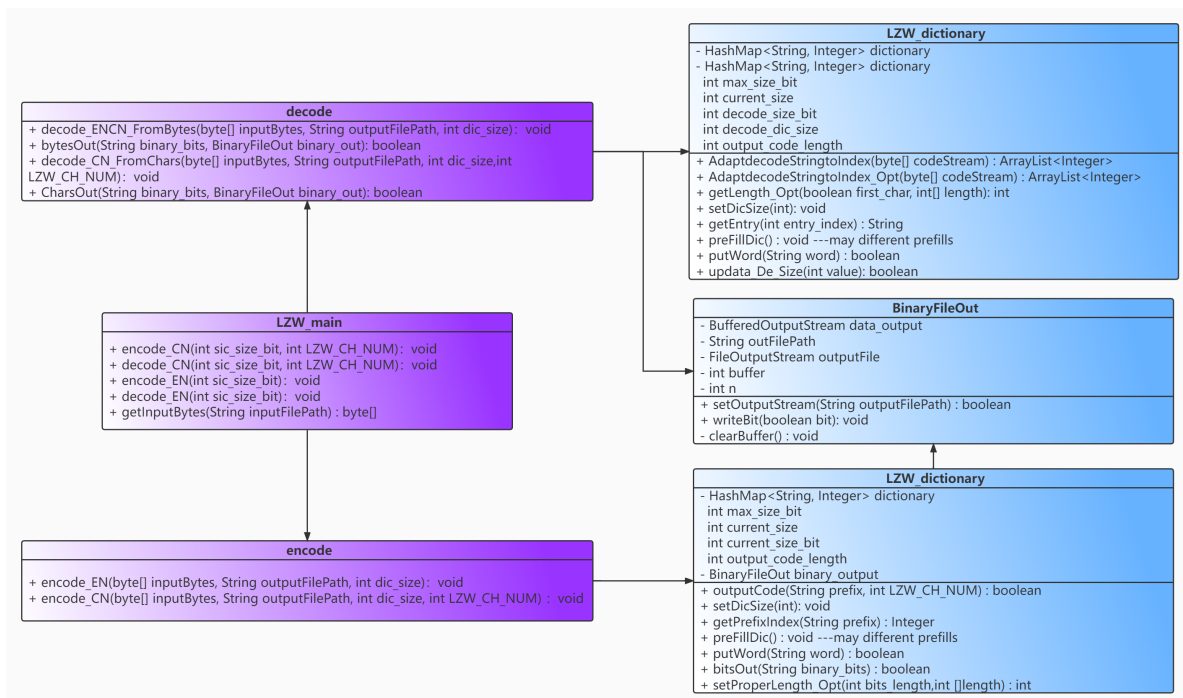 LZW_dictionary
- HashMap<String, Integer> dictionary
- HashMap<String, Integer> dictionary
int max_size_bit
int current_size
int decode_size_bit
int decode_dic_size
int output_code_length
+ AdaptdecodeStringtoIndex(byte[] codeStream) : ArrayList<Integer>
+ AdaptdecodeStringtoIndex_Opt(byte[] codeStream) : ArrayList<Integer>
+ getLength_Opt(boolean first_char, int[] length): int
+ setDicSize(int): void
+ getEntry(int entry_index) : String
+ preFillDic() : void ---may different prefills
+ putWord(String word) : boolean
+ updata_De_Size(int value): boolean
decode
+ decode_ENCN_FromBytes(byte[] inputBytes, String outputFilePath, int dic_size)：void
+ bytesOut(String binary_bits, BinaryFileOut binary_out): boolean
+ decode_CN_FromChars(byte[] inputBytes, String outputFilePath, int dic_size,int
LZW_CH_NUM)：void
+ CharsOut(String binary_bits, BinaryFileOut binary_out): boolean
LZW_main
+ encode_CN(int sic_size_bit, int LZW_CH_NUM)：void
+ decode_CN(int sic_size_bit, int LZW_CH_NUM)：void
+ encode_EN(int sic_size_bit)：void
+ decode_EN(int sic_size_bit)：void
+ getInputBytes(String inputFilePath) : byte[]
BinaryFileOut
- BufferedOutputStream data_output
- String outFilePath
- FileOutputStream outputFile
- int buffer
- int n
+ setOutputStream(String outputFilePath) : boolean
+ writeBit(boolean bit): void
- clearBuffer() : void
encode
+ encode_EN(byte[] inputBytes, String outputFilePath, int dic_size)：void
+ encode_CN(byte[] inputBytes, String outputFilePath, int dic_size, int LZW_CH_NUM) ：void
LZW_dictionary
- HashMap<String, Integer> dictionary
int max_size_bit
int current_size
int current_size_bit
int output_code_length
- BinaryFileOut binary_output
+ outputCode(String prefix, int LZW_CH_NUM) : boolean
+ setDicSize(int): void
+ getPrefixIndex(String prefix) : Integer
+ preFillDic() : void ---may different prefills
+ putWord(String word) : boolean
+ bitsOut(String binary_bits) : boolean
+ setProperLength_Opt(int bits_length,int []length) : int